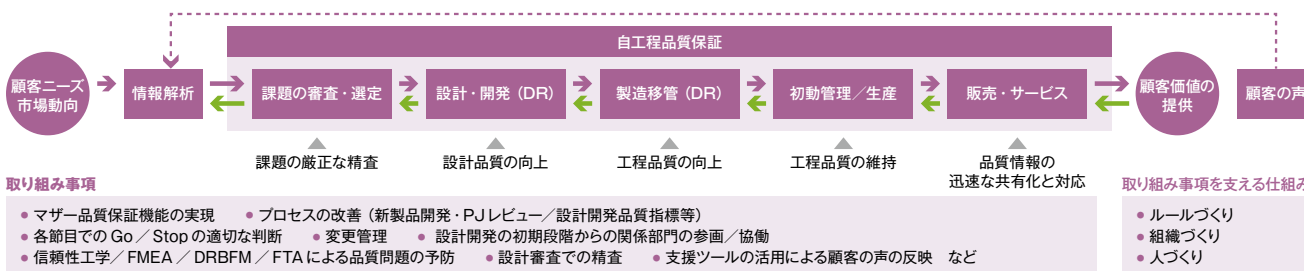 自工程品質保証
顧客ニーズ
市場動向
情報解析
課題の審査・選定
設計・開発（DR）
製造移管（DR）
初動管理／生産
販売・サービス
顧客価値の
提供
顧客の声
課題の厳正な精査
設計品質の向上
工程品質の向上
工程品質の維持
品質情報の
迅速な共有化と対応
取り組み事項
● マザー品質保証機能の実現 ● プロセスの改善（新製品開発・PJレビュー／設計開発品質指標等）
● 各節目での Go ／ Stop の適切な判断 ● 変更管理 ● 設計開発の初期段階からの関係部門の参画／協働
● 信頼性工学／ FMEA ／ DRBFM ／ FTA による品質問題の予防 ● 設計審査での精査 ● 支援ツールの活用による顧客の声の反映 など
取り組み事項を支える仕組み
● ルールづくり
● 組織づくり
● 人づくり